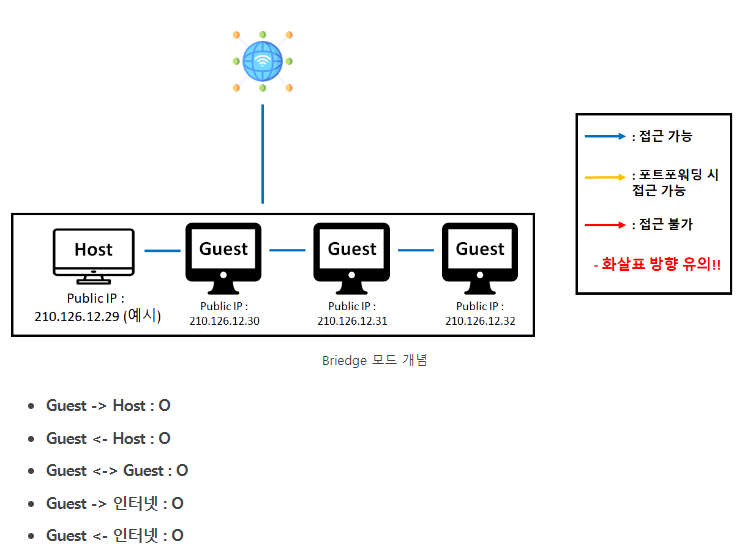 : 접근 가능
: 포트포워딩 시
접근 가능
: 접근 불가
- 화살표 방향 유의!!
Host
Guest
Guest
Guest
Public IP :
210.126.12.29 (예시)
Public IP :
210.126.12.30
Public IP :
210.126.12.31
Public IP :
210.126.12.32
Briedge 모드 개념
• Guest -> Host : O
• Guest <- Host : O
• Guest <-> Guest : O
• Guest -> 인터넷 : O
• Guest <- 인터넷 : O